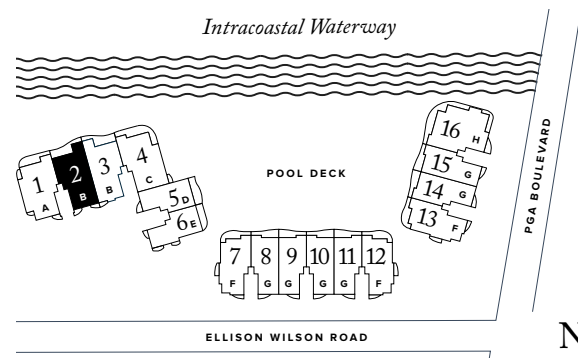 Intracoastal Waterway
1 A
2 B
3 B
4 C
5 D
6 E
POOL DECK
7 F
8 G
9 G
10 G
11 G
12 F
13 F
14 G
15 G
16 H
PGA BOULEVARD
ELLISON WILSON ROAD
N